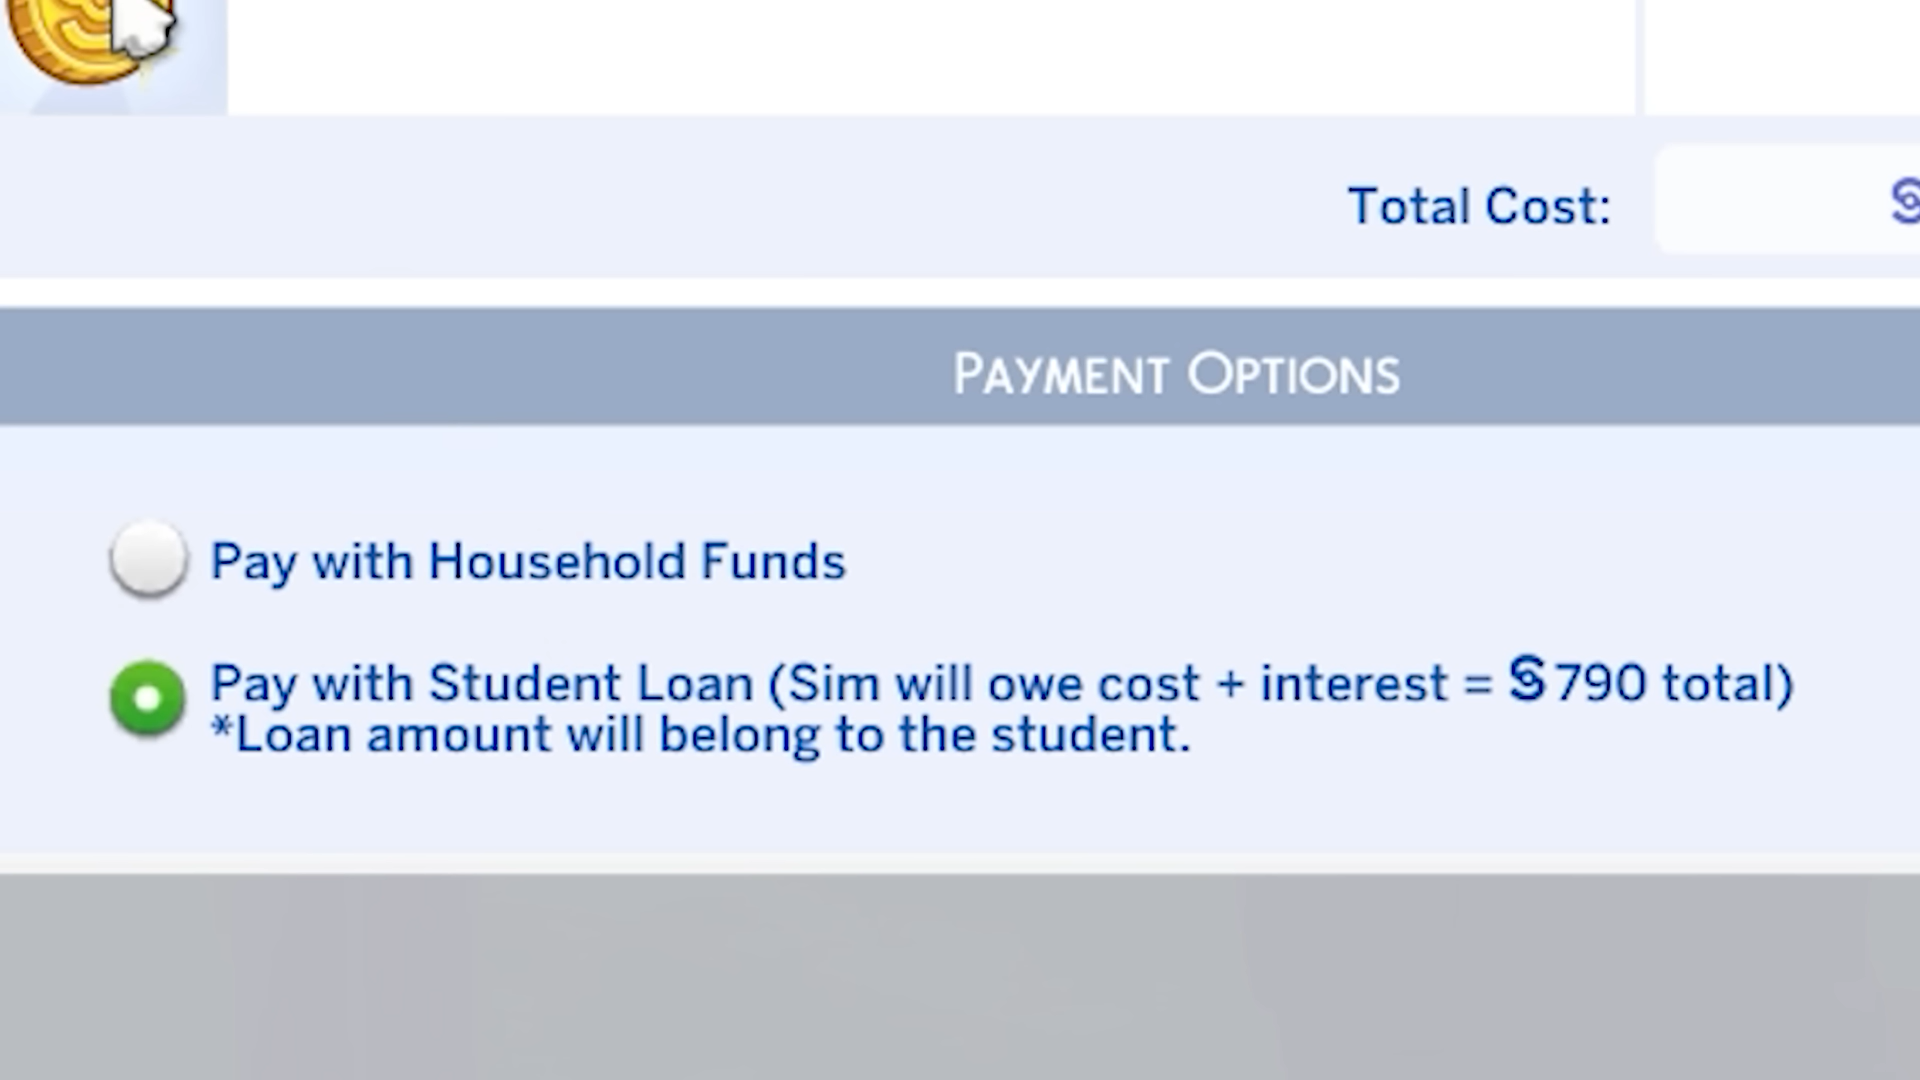 Total Cost:
PAYMENT OPTIONS
Pay with Household Funds
Pay with Student Loan (Sim will owe cost + interest = §790 total)
*Loan amount will belong to the student.